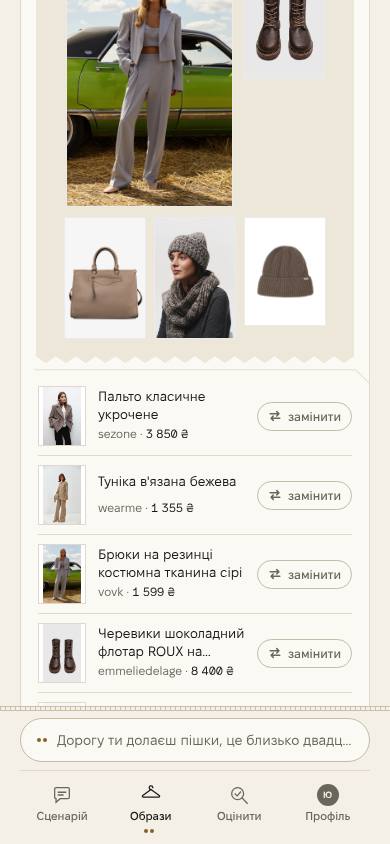 Пальто класичне
укрочене
sezone · 3 850 ₴
замінити
Туніка в'язана бежева
wearme · 1 355 ₴
замінити
Брюки на резинці
костюмна тканина сірі
vovk · 1 599 ₴
замінити
Черевики шоколадний
флотар ROUX на...
emmeliedelage · 8 400 ₴
замінити
Дорогу ти долаєш пішки, це близько двадц...
Сценарій
Образи
Оцінити
Ю
Профіль